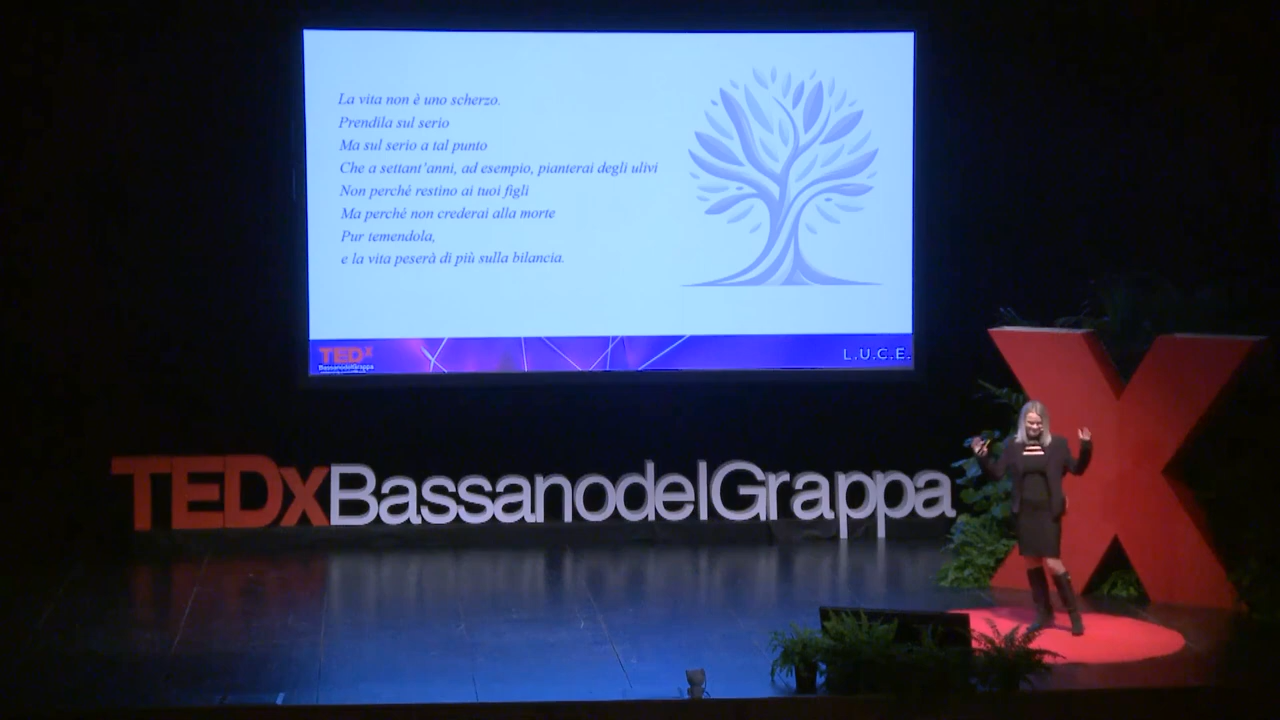 La vita non è uno scherzo.
Prendila sul serio
Ma sul serio a tal punto
Che a settant'anni, ad esempio, pianterai degli ulivi
Non perché restino ai tuoi figli
Ma perché non crederai alla morte
Pur temendola,
e la vita peserà di più sulla bilancia.
TEDx
BassanodelGrappa
L.U.C.E.
X
TEDxBassanodelGrappa